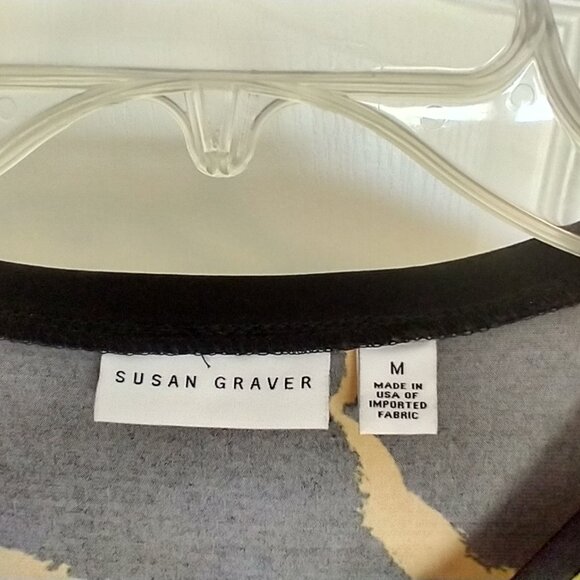 SUSAN GRAVER
M
MADE IN
USA OF
IMPORTED
FABRIC